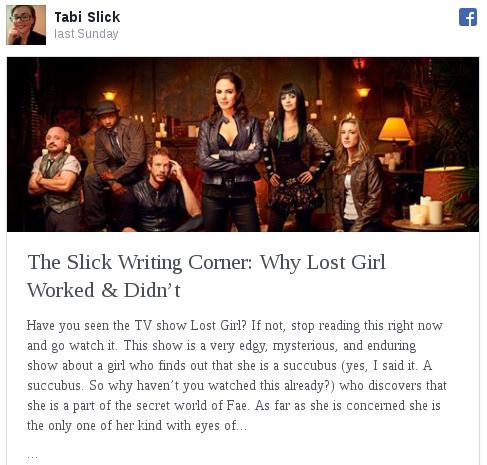 Tabi Slick
last Sunday
The Slick Writing Corner: Why Lost Girl
Worked & Didn't
Have you seen the TV show Lost Girl? If not, stop reading this right now
and go watch it. This show is a very edgy, mysterious, and enduring
show about a girl who finds out that she is a succubus (yes, I said it. A
succubus. So why haven't you watched this already?) who discovers that
she is a part of the secret world of Fae. As far as she is concerned she is
the only one of her kind with eyes of...
...